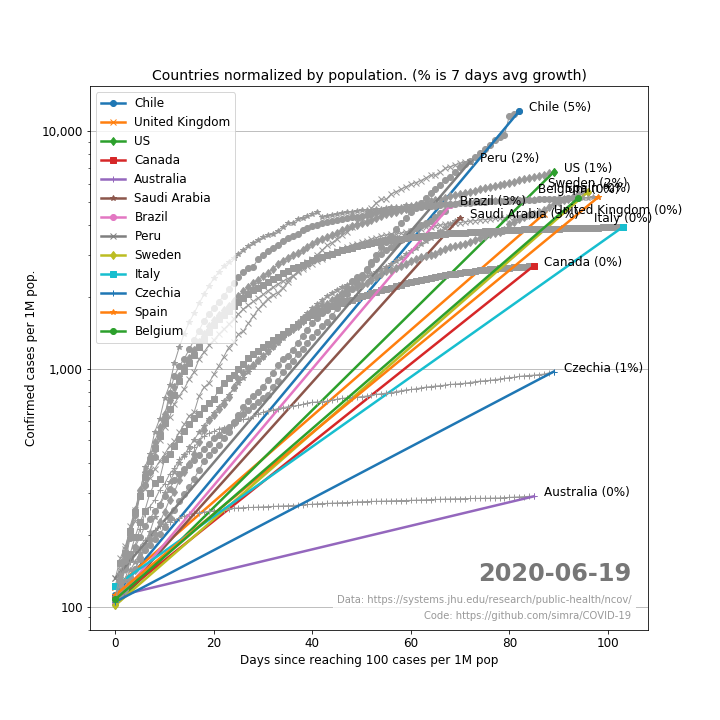 Countries normalized by population. (% is 7 days avg growth)
Confirmed cases per 1M pop.
10,000
1,000
100
Chile
United Kingdom
US
Canada
Australia
Saudi Arabia
Brazil
Peru
Sweden
Italy
Czechia
Spain
Belgium
Chile (5%)
Peru (2%)
US (1%)
Sweden (2%)
Belgium (0%)
Brazil (3%)
United Kingdom (0%)
Saudi Arabia (3%)
Italy (0%)
Canada (0%)
Czechia (1%)
Australia (0%)
2020-06-19
Data: https://systems.jhu.edu/research/public-health/ncov/
Code: https://github.com/simra/COVID-19
0 20 40 60 80 100
Days since reaching 100 cases per 1M pop